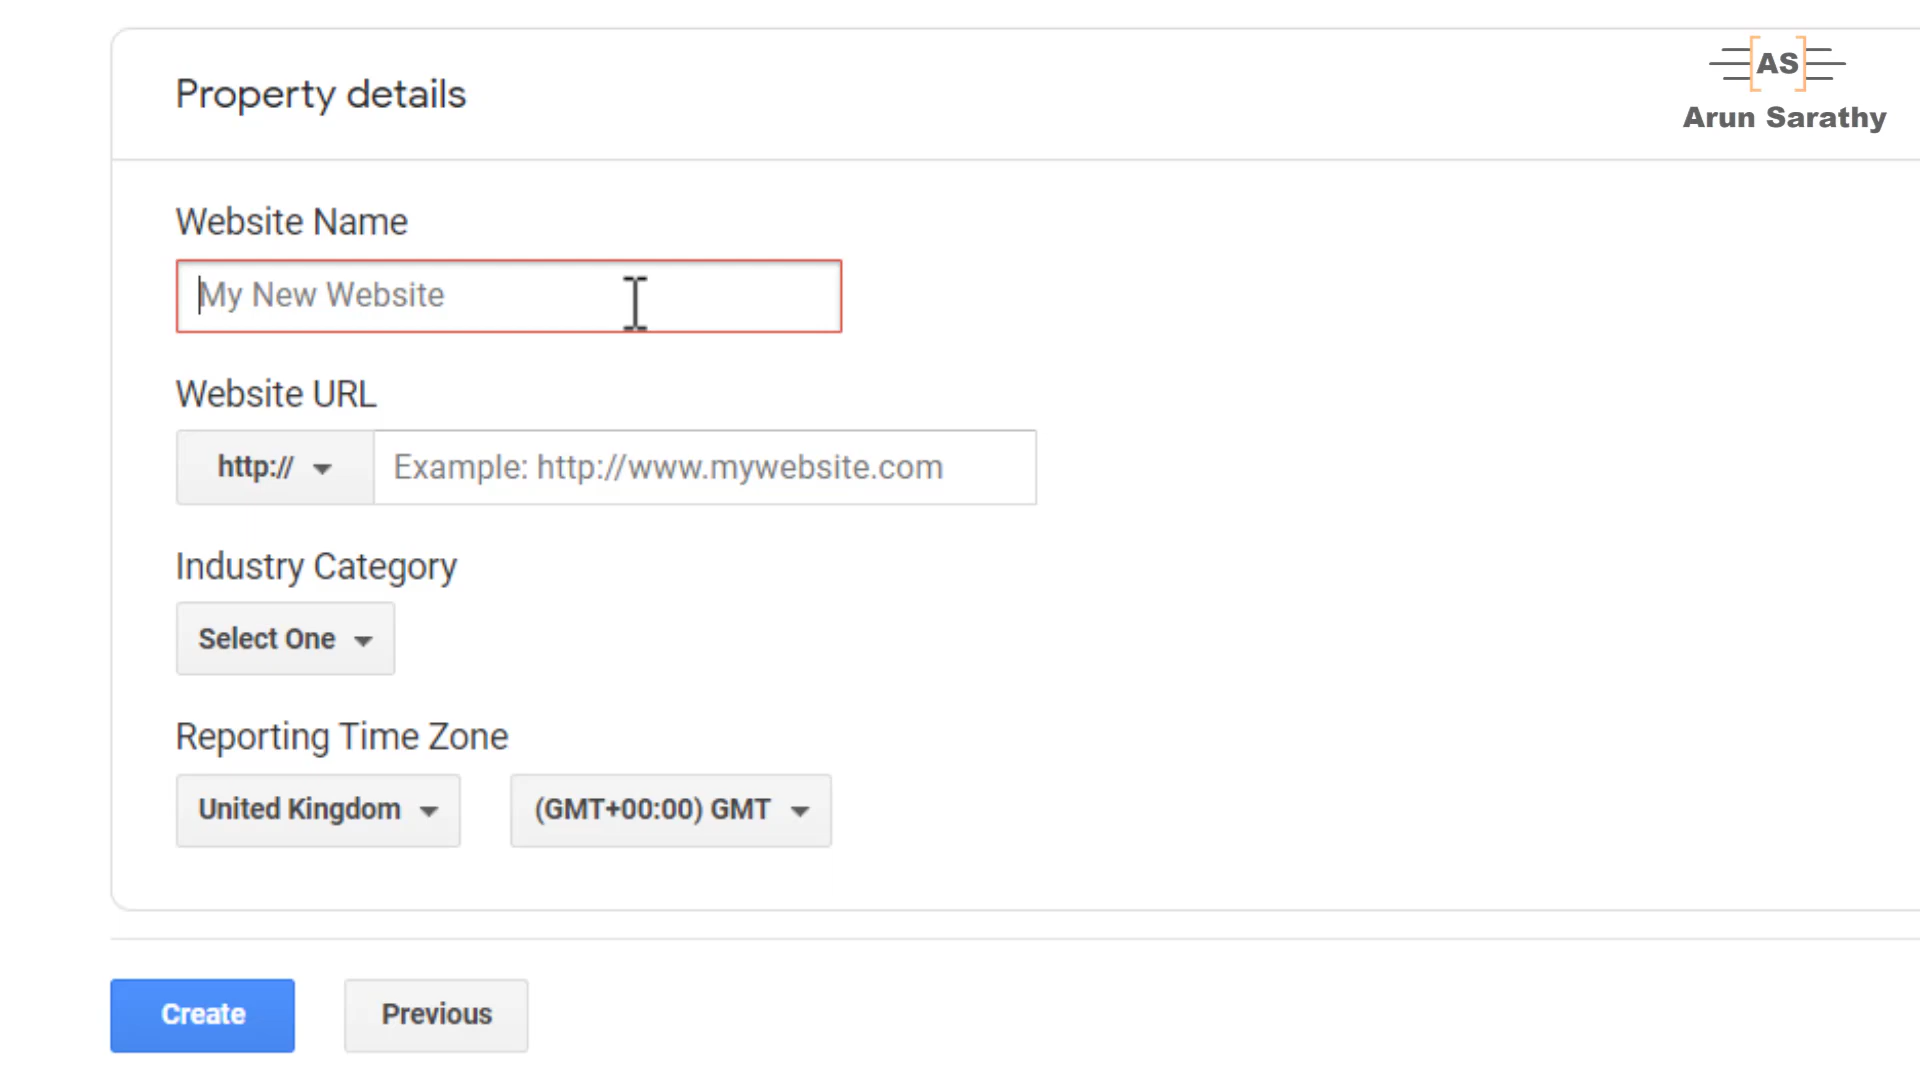 Property details
AS
Arun Sarathy
Website Name
My New Website
Website URL
http://
Example: http://www.mywebsite.com
Industry Category
Select One
Reporting Time Zone
United Kingdom
(GMT+00:00) GMT
Create
Previous